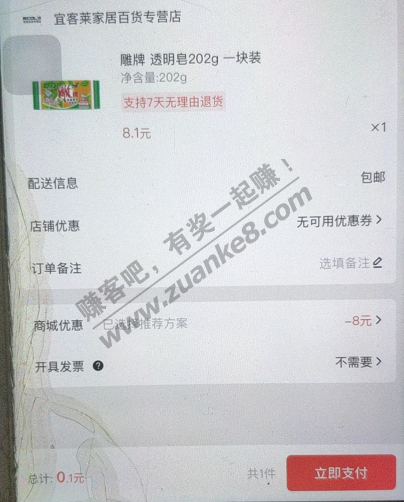 宜客莱家居百货专营店
雕牌 透明皂202g 一块装
净含量:202g
支持7天无理由退货
8.1元
×1
配送信息
包邮
店铺优惠
无可用优惠券
订单备注
选填备注
赚客吧，有奖一起赚！
www.zuanke8.com
商城优惠
已选择推荐方案
-8元
开具发票 ?
不需要
总计: 0.1元
共1件
立即支付